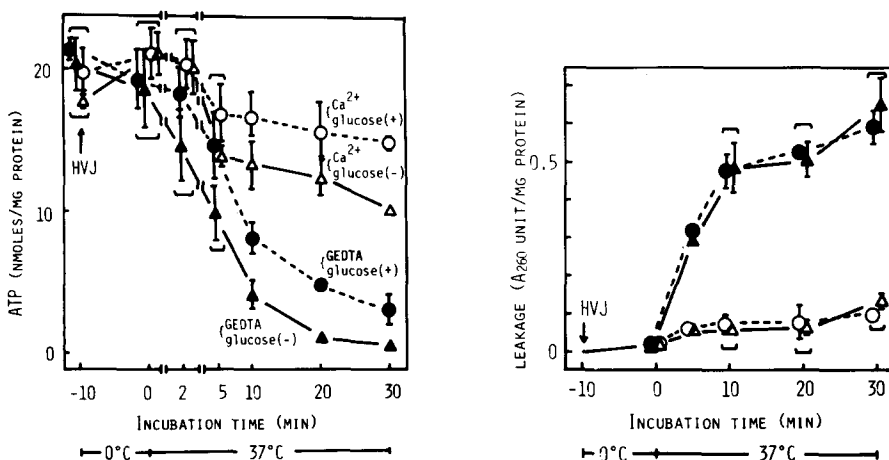 ATP (NMOLES/MG PROTEIN)
20
10
0
HVJ
{Ca2+
glucose(+)
{Ca2+
glucose(-)
{GEDTA
glucose(+)
{GEDTA
glucose(-)
-10 0 2 5 10 20 30
INCUBATION TIME (MIN)
0°C 37°C
LEAKAGE (A260 UNIT/MG PROTEIN)
0.5
0
HVJ
-10 0 10 20 30
INCUBATION TIME (MIN)
0°C 37°C